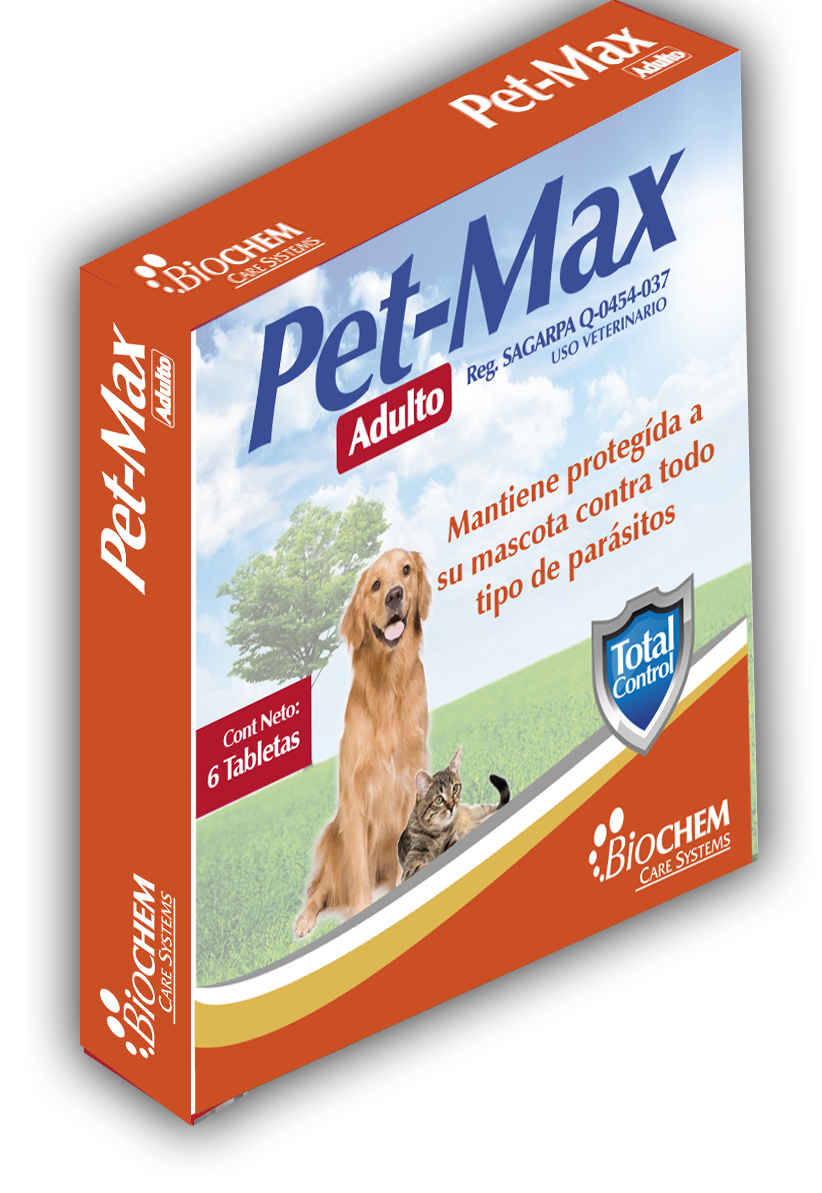 Pet-Max
Adulto
BIOCHEM
CARE SYSTEMS
Pet-Max
Adulto
BIOCHEM
CARE SYSTEMS
Pet-Max
Reg. SAGARPA Q-0454-037
USO VETERINARIO
Adulto
Mantiene protegída a
su mascota contra todo
tipo de parásitos
Total
Control
Cont Neto:
6 Tabletas
BIOCHEM
CARE SYSTEMS